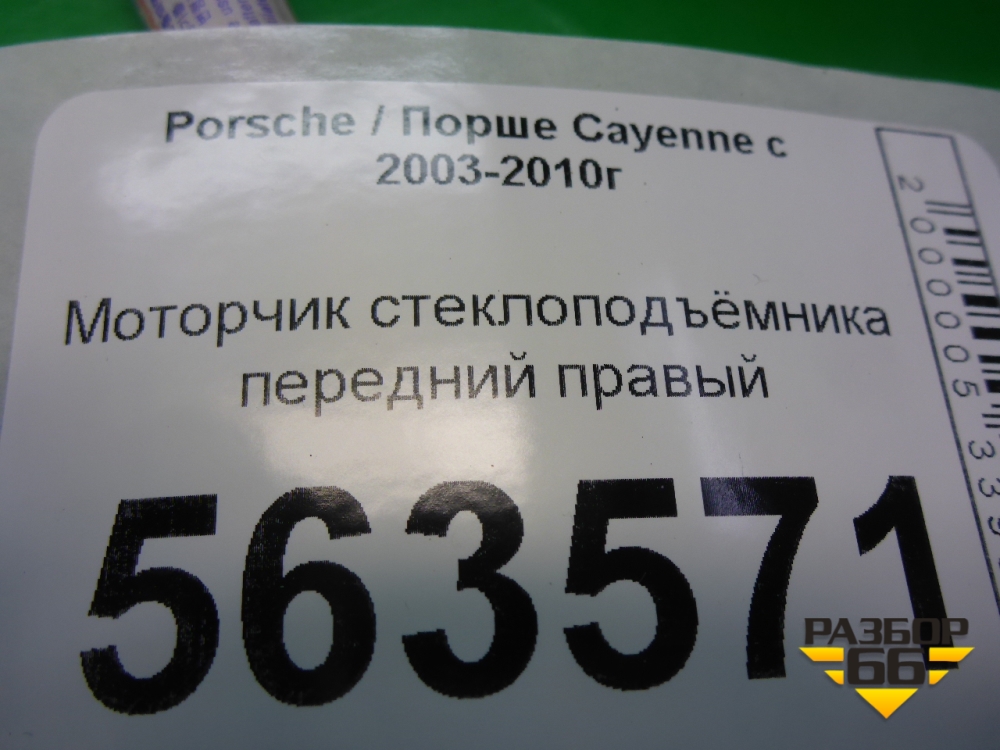 Porsche / Порше Cayenne с
2003-2010г
Моторчик стеклоподъёмника
передний правый
563571
РАЗБОР
66